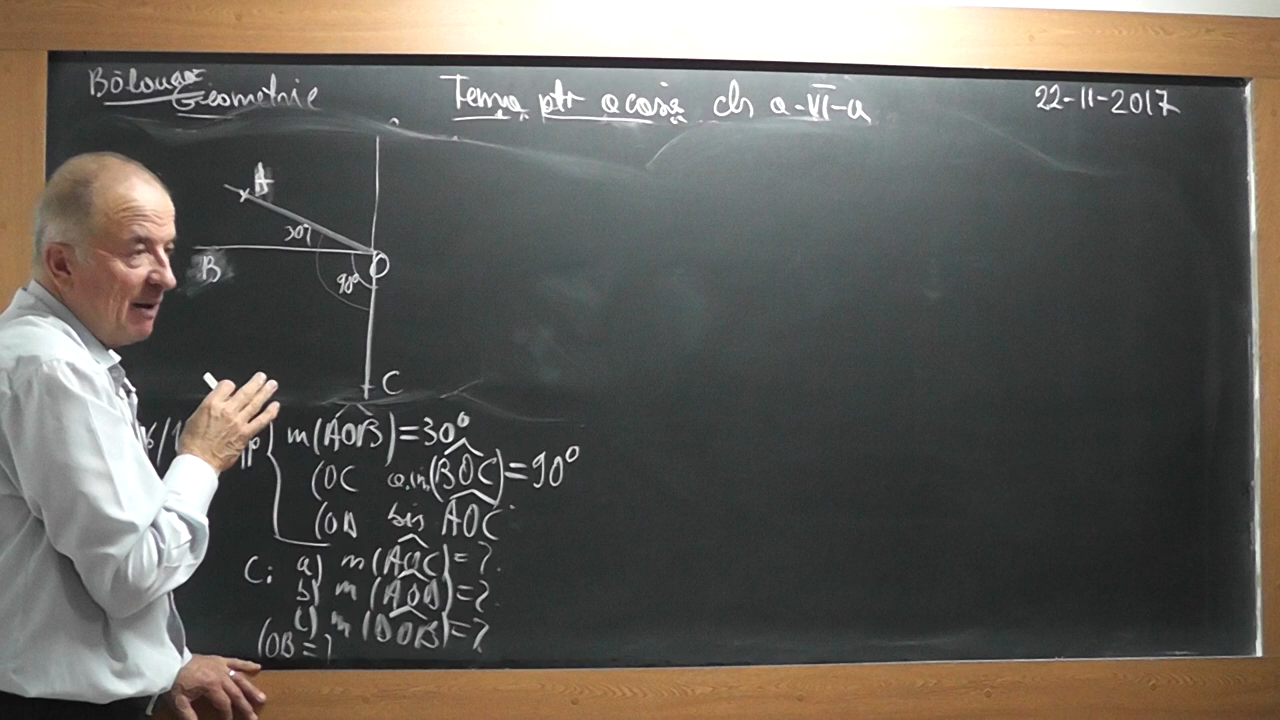 Geometrie
Tema ptr acasă cls a-VI-a
22-11-2017
A
30°
B
O
90°
C
m(AOB)=30°
(OC a.î.m(BOC)=90°
(OD bis AOC
C: a) m(AOC)=?
b) m(AOD)=?
c) m(DOB)=?
(OB=?